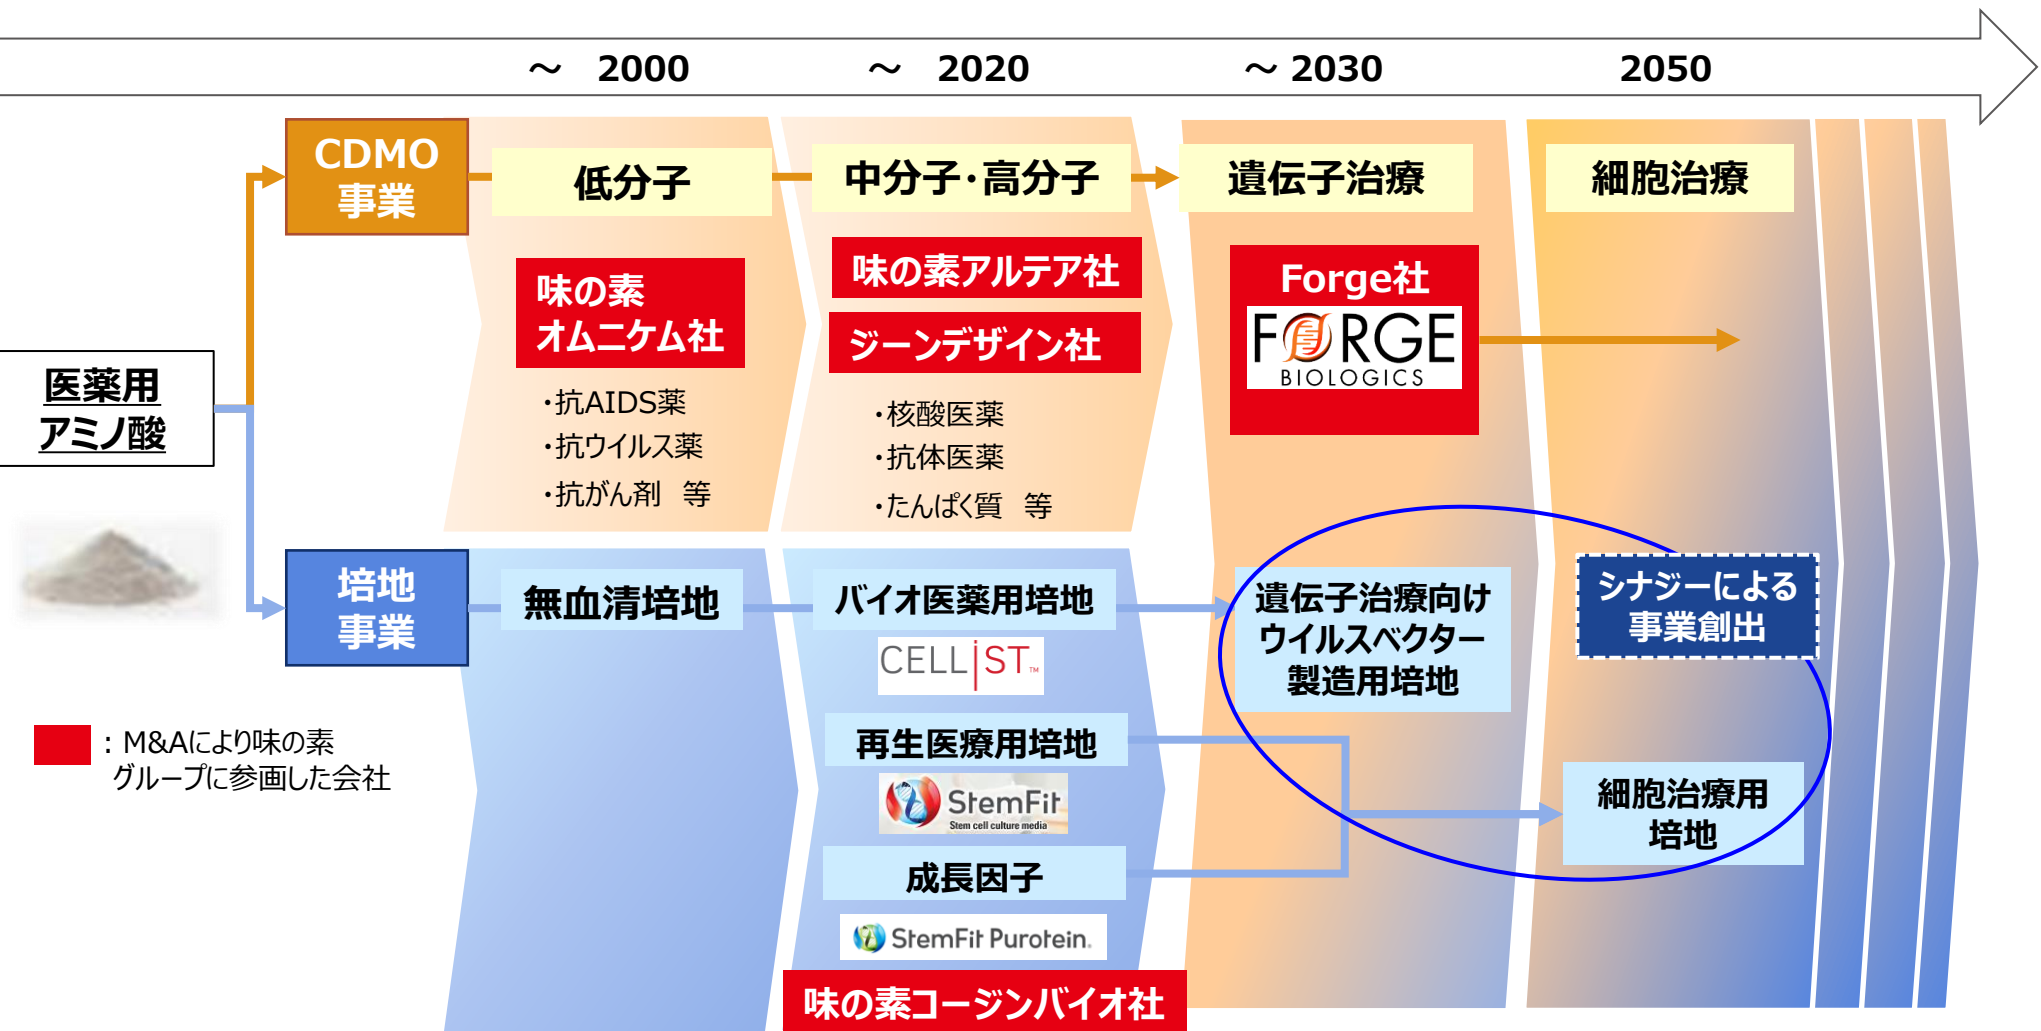 ～ 2000
～ 2020
～ 2030
2050
CDMO
事業
低分子
中分子･高分子
遺伝子治療
細胞治療
味の素
オムニケム社
・抗AIDS薬
・抗ウイルス薬
・抗がん剤 等
味の素アルテア社
ジーンデザイン社
・核酸医薬
・抗体医薬
・たんぱく質 等
Forge社
FORGE
BIOLOGICS
医薬用
アミノ酸
培地
事業
無血清培地
バイオ医薬用培地
CELLiST™
再生医療用培地
StemFit
Stem cell culture media
成長因子
StemFit Purotein®
味の素コージンバイオ社
遺伝子治療向け
ウイルスベクター
製造用培地
シナジーによる
事業創出
細胞治療用
培地
：M&Aにより味の素
グループに参画した会社